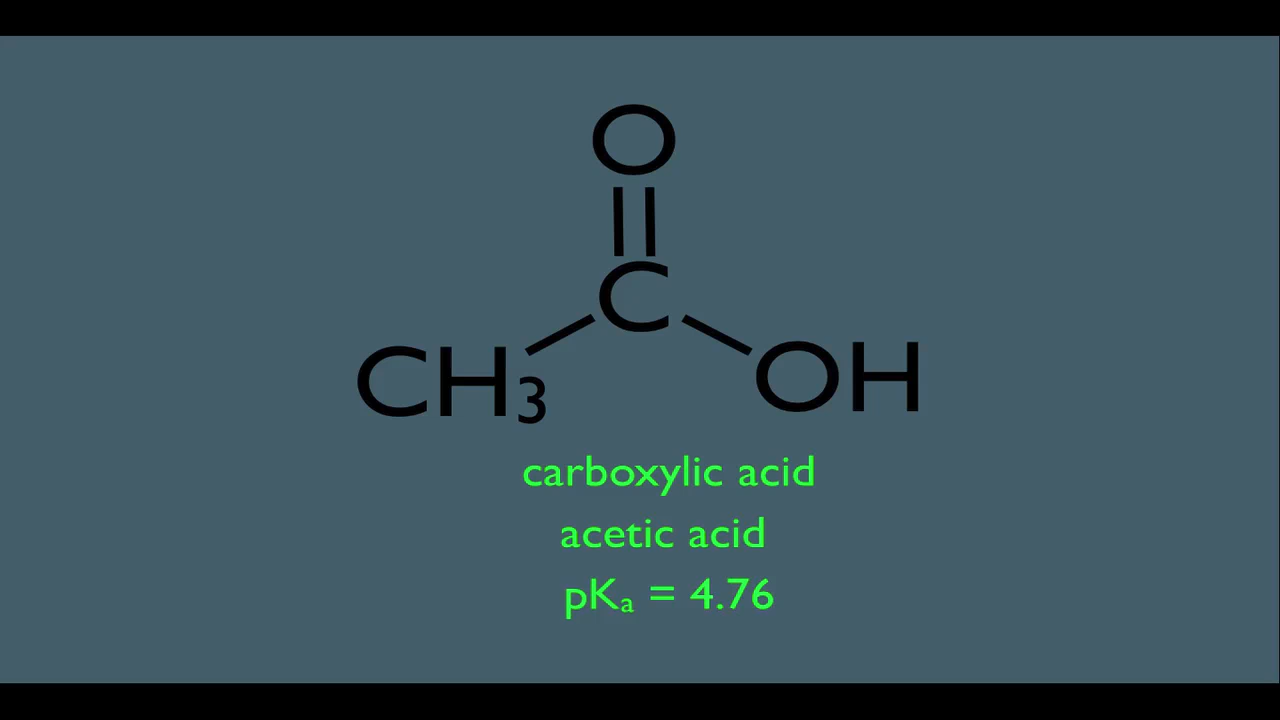 O
C
CH₃ OH
carboxylic acid
acetic acid
pKₐ = 4.76